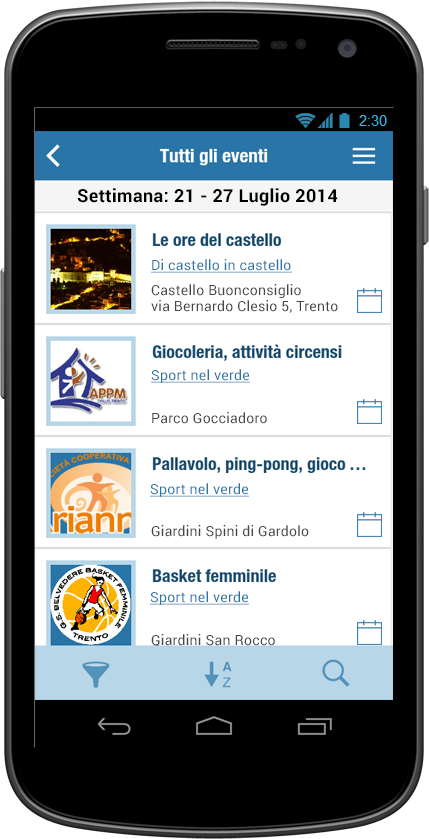 2:30
Tutti gli eventi
Settimana: 21 - 27 Luglio 2014
Le ore del castello
Di castello in castello
Castello Buonconsiglio
via Bernardo Clesio 5, Trento
Giocoleria, attività circensi
Sport nel verde
APPM
Parco Gocciadoro
SOCIETÀ COOPERATIVA
Pallavolo, ping-pong, gioco ...
Sport nel verde
riann
Giardini Spini di Gardolo
G.S. BELVEDERE BASKET FEMMINILE
TRENTO
Basket femminile
Sport nel verde
Giardini San Rocco
A
Z